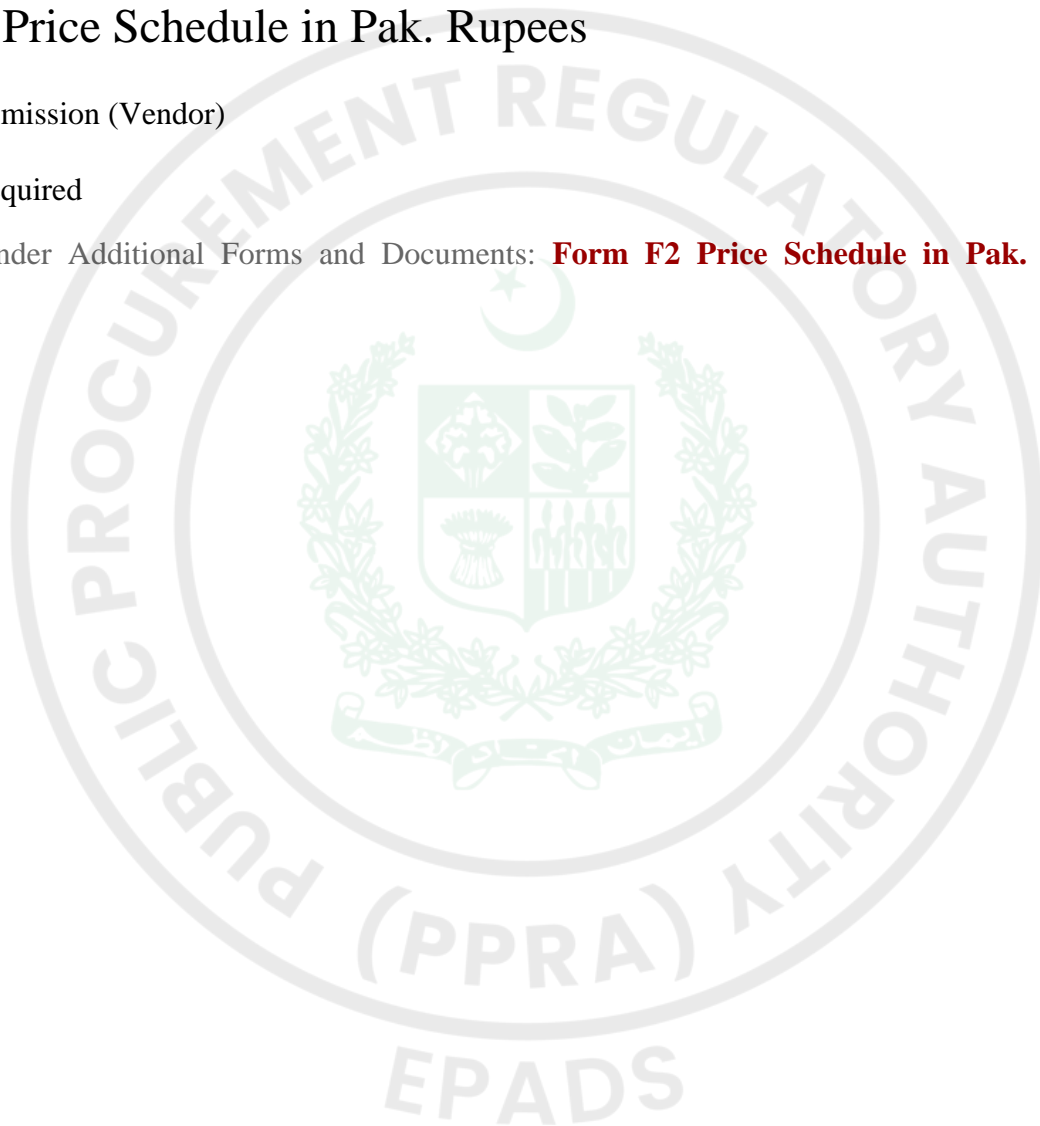 Price Schedule in Pak. Rupees
mission (Vendor)
quired
nder Additional Forms and Documents: Form F2 Price Schedule in Pak.
PUBLIC PROCUREMENT REGULATORY AUTHORITY
(PPRA)
EPADS